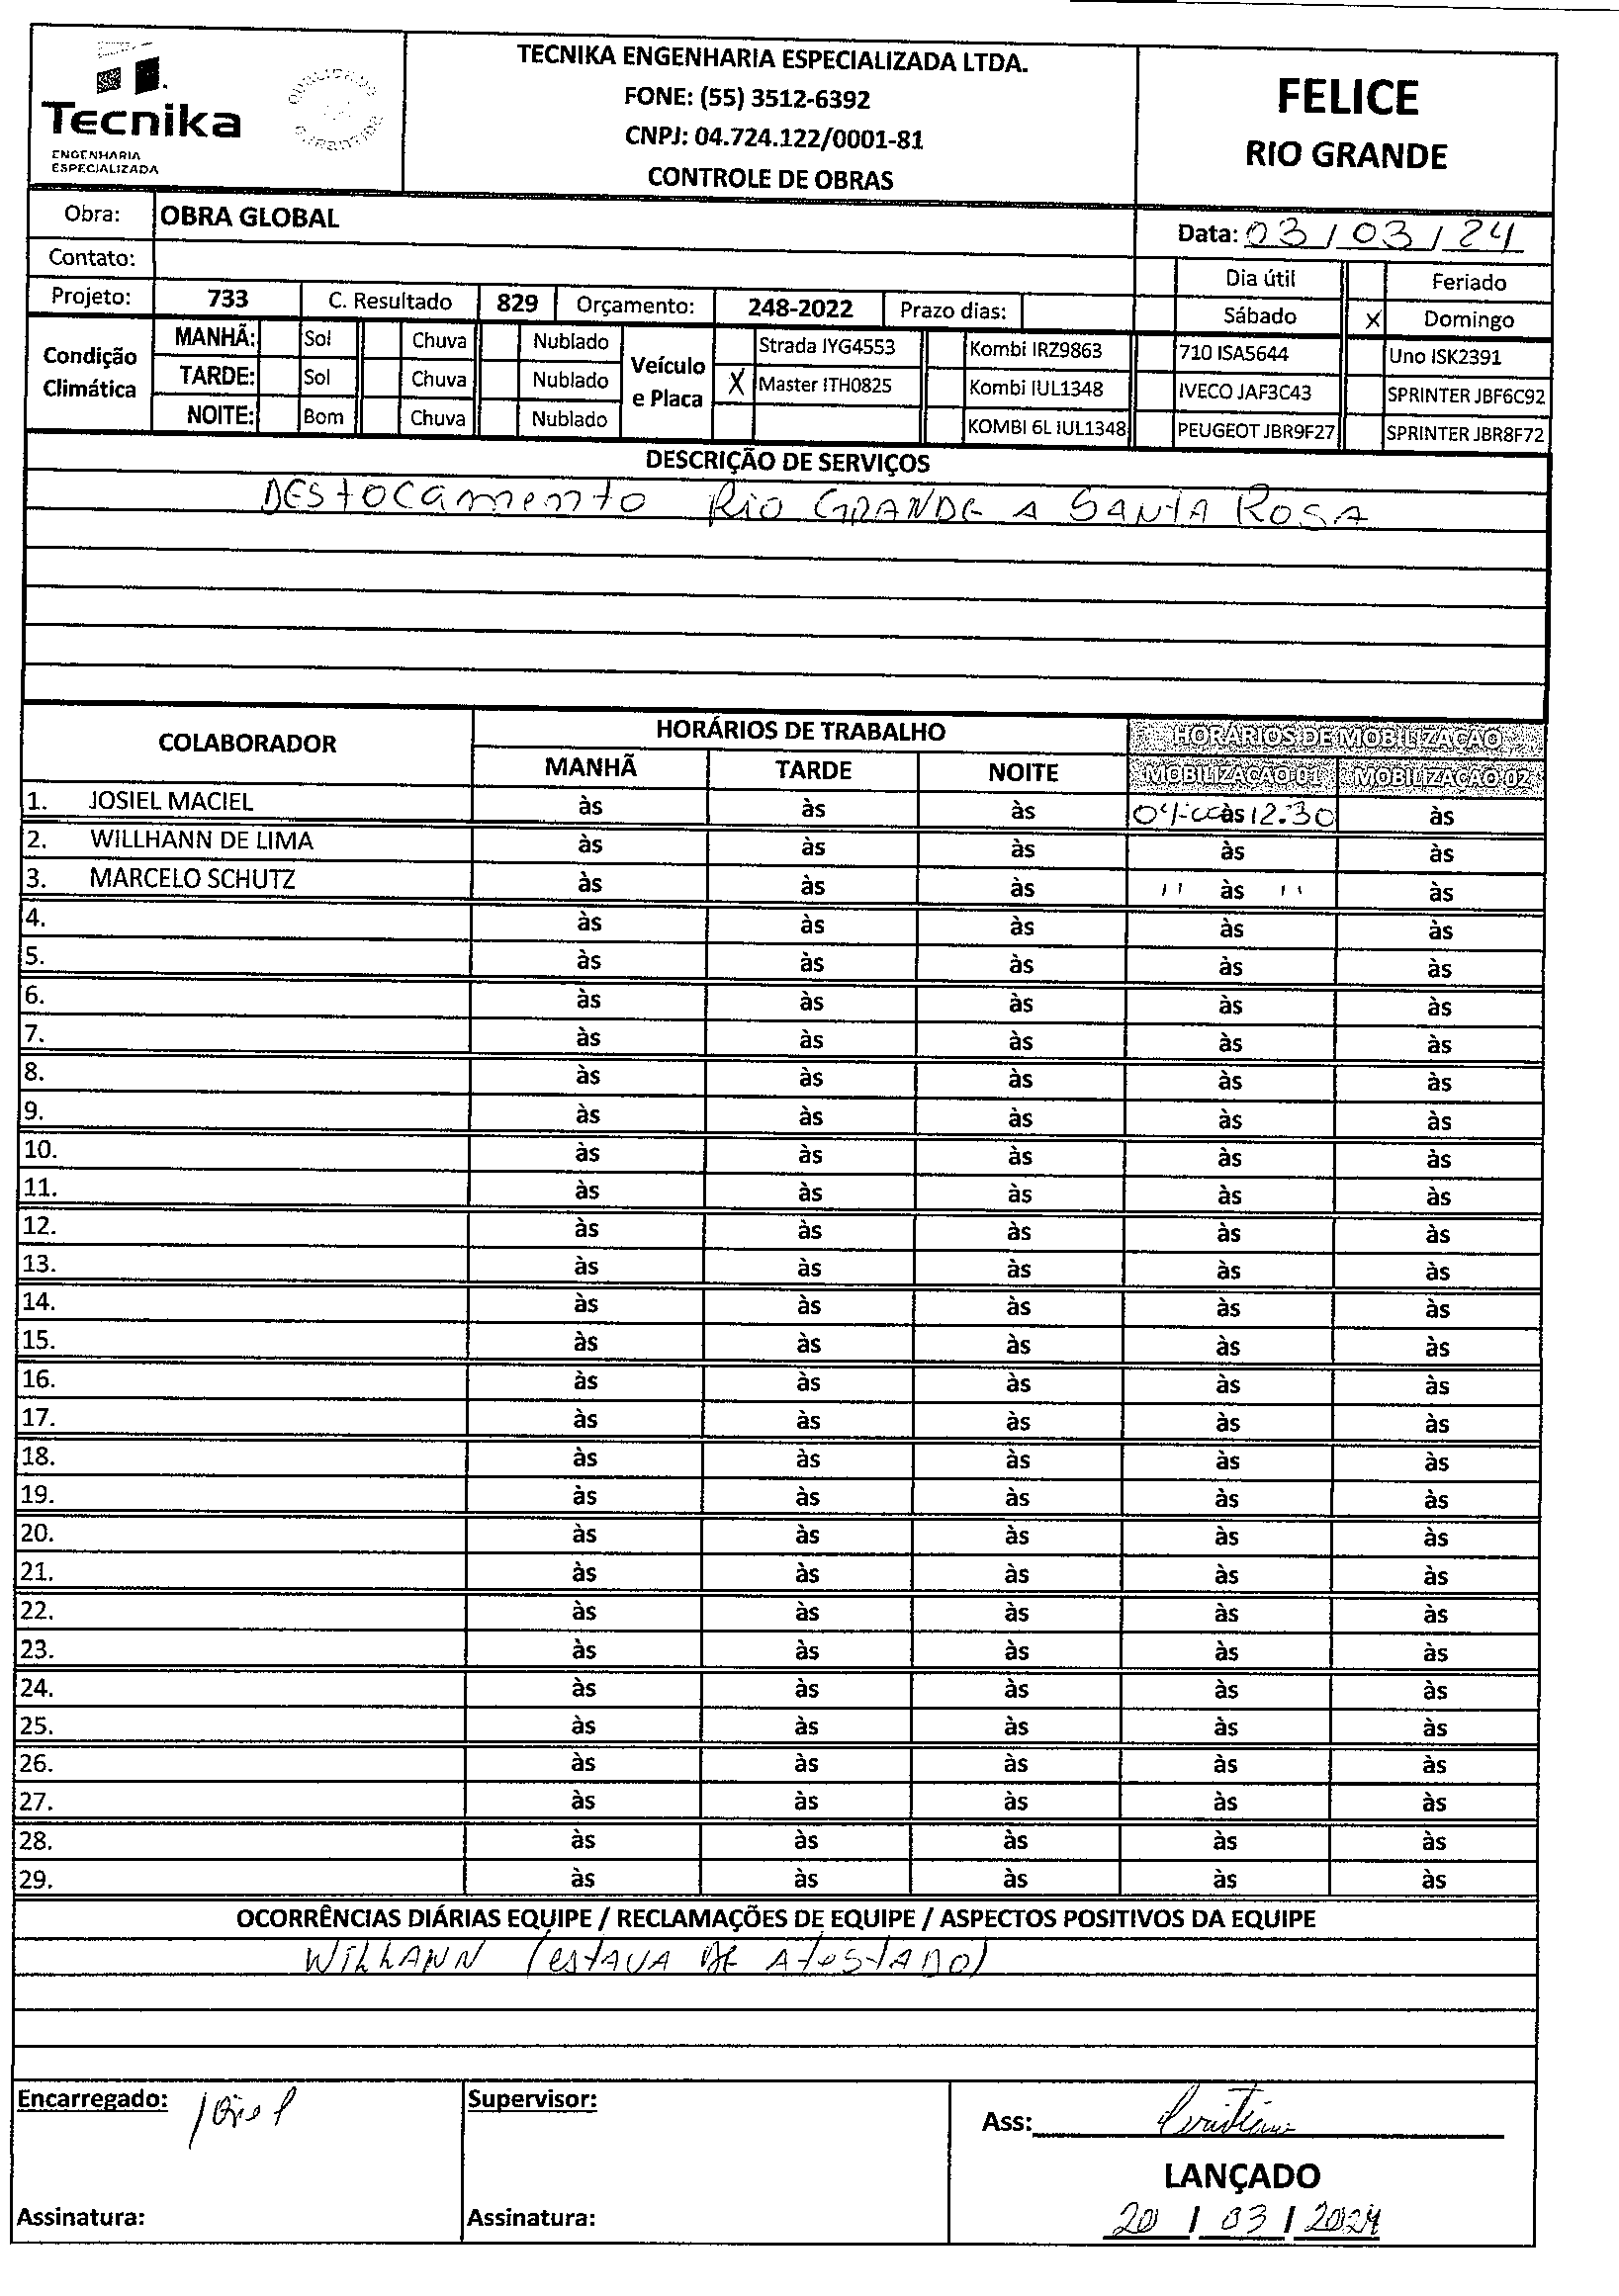 Tecnika
ENGENHARIA
ESPECIALIZADA
TECNIKA ENGENHARIA ESPECIALIZADA LTDA.
FONE: (55) 3512-6392
CNPJ: 04.724.122/0001-81
CONTROLE DE OBRAS
FELICE
RIO GRANDE
Obra: OBRA GLOBAL
Data: 03 / 03 / 24
Contato:
Dia útil Feriado
Projeto: 733 C. Resultado 829 Orçamento: 248-2022 Prazo dias:
Sábado X Domingo
Condição Climática
MANHÃ: Sol Chuva Nublado
TARDE: Sol Chuva Nublado
NOITE: Bom Chuva Nublado
Veículo e Placa
Strada IYG4553 Kombi IRZ9863 710 ISA5644 Uno ISK2391
X Master ITH0825 Kombi IUL1348 IVECO JAF3C43 SPRINTER JBF6C92
KOMBI 6L IUL1348 PEUGEOT JBR9F27 SPRINTER JBR8F72
DESCRIÇÃO DE SERVIÇOS
DEStocamento Rio GRANDE A SANTA ROSA
COLABORADOR HORÁRIOS DE TRABALHO HORÁRIOS DE MOBILIZAÇÃO
MANHÃ TARDE NOITE MOBILIZAÇÃO 01 MOBILIZAÇÃO 02
1. JOSIEL MACIEL às às às 04:00 às 12:30 às
2. WILLHANN DE LIMA às às às às às
3. MARCELO SCHUTZ às às às " às " às
4. às às às às às
5. às às às às às
6. às às às às às
7. às às às às às
8. às às às às às
9. às às às às às
10. às às às às às
11. às às às às às
12. às às às às às
13. às às às às às
14. às às às às às
15. às às às às às
16. às às às às às
17. às às às às às
18. às às às às às
19. às às às às às
20. às às às às às
21. às às às às às
22. às às às às às
23. às às às às às
24. às às às às às
25. às às às às às
26. às às às às às
27. às às às às às
28. às às às às às
29. às às às às às
OCORRÊNCIAS DIÁRIAS EQUIPE / RECLAMAÇÕES DE EQUIPE / ASPECTOS POSITIVOS DA EQUIPE
WILLANN (estAVA DE AtestADO)
Encarregado: Supervisor:
Ass:
LANÇADO
Assinatura: Assinatura:
20 / 03 / 2024